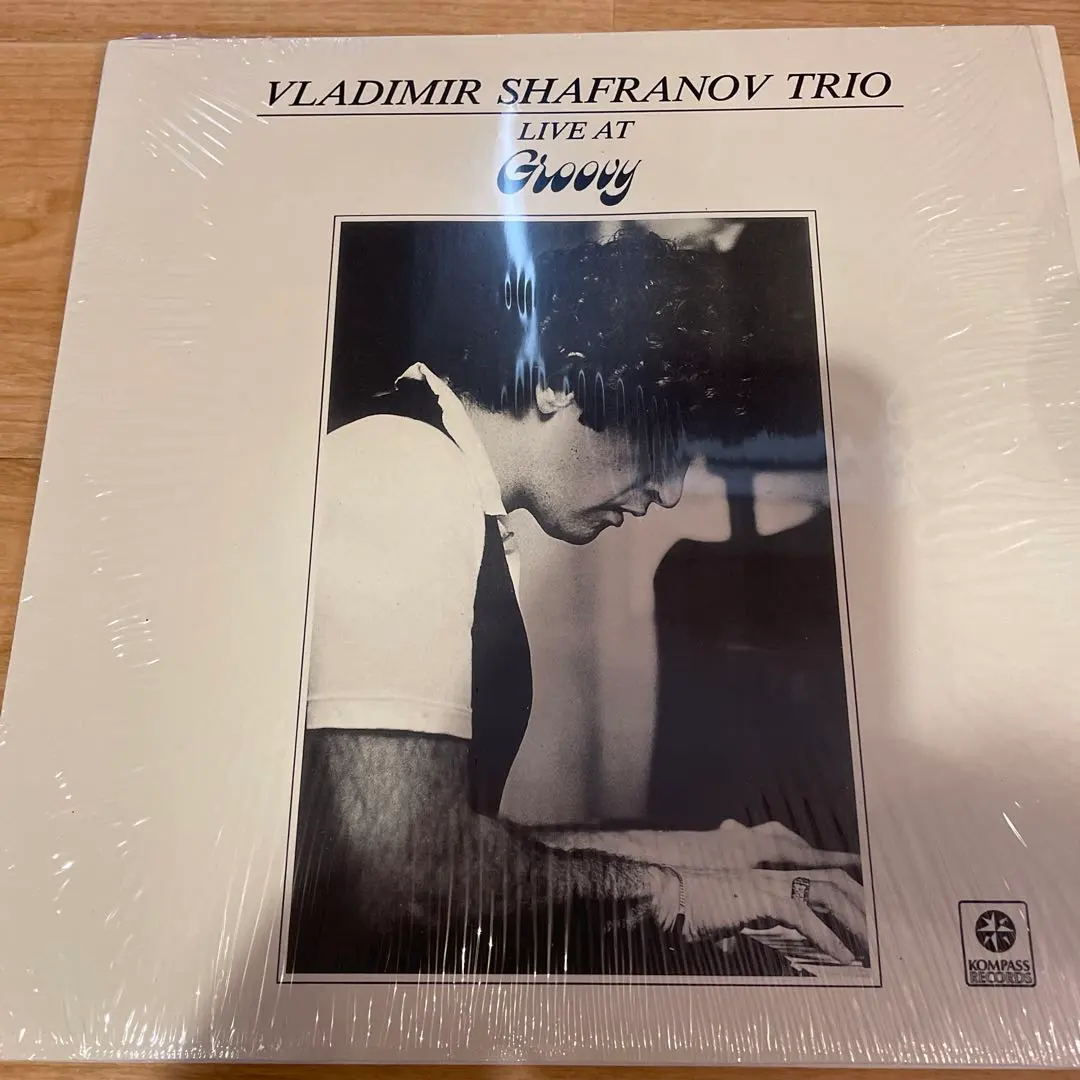 VLADIMIR SHAFRANOV TRIO
LIVE AT
Groovy
KOMPASS
RECORDS